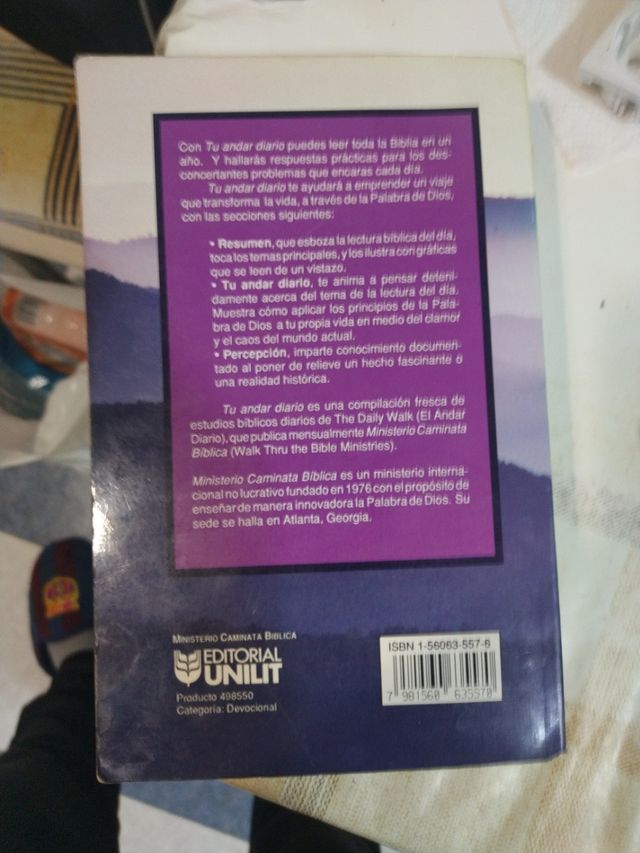 Con Tu andar diario puedes leer toda la Biblia en un
año. Y hallarás respuestas prácticas para los des-
concertantes problemas que encaras cada día.
Tu andar diario te ayudará a emprender un viaje
que transforma la vida, a través de la Palabra de Dios,
con las secciones siguientes:
• Resumen, que esboza la lectura bíblica del día,
toca los temas principales, y los ilustra con gráficas
que se leen de un vistazo.
• Tu andar diario, te anima a pensar deteni-
damente acerca del tema de la lectura del día.
Muestra cómo aplicar los principios de la Pala-
bra de Dios a tu propia vida en medio del clamor
y el caos del mundo actual.
• Percepción, imparte conocimiento documen-
tado al poner de relieve un hecho fascinante o
una realidad histórica.
Tu andar diario es una compilación fresca de
estudios bíblicos diarios de The Daily Walk (El Andar
Diario), que publica mensualmente Ministerio Caminata
Bíblica (Walk Thru the Bible Ministries).
Ministerio Caminata Bíblica es un ministerio interna-
cional no lucrativo fundado en 1976 con el propósito de
enseñar de manera innovadora la Palabra de Dios. Su
sede se halla en Atlanta, Georgia.
MINISTERIO CAMINATA BÍBLICA
EDITORIAL
UNILIT
Producto 498550
Categoría: Devocional
ISBN 1-56063-557-6
7 981560 635570